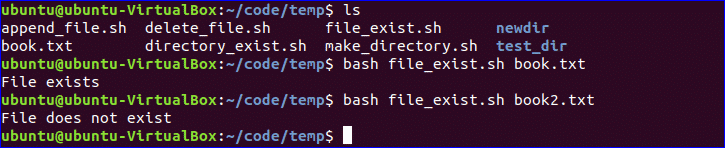 ubuntu@ubuntu-VirtualBox:~/code/temp$ ls
append_file.sh  delete_file.sh      file_exist.sh      newdir
book.txt        directory_exist.sh  make_directory.sh  test_dir
ubuntu@ubuntu-VirtualBox:~/code/temp$ bash file_exist.sh book.txt
File exists
ubuntu@ubuntu-VirtualBox:~/code/temp$ bash file_exist.sh book2.txt
File does not exist
ubuntu@ubuntu-VirtualBox:~/code/temp$